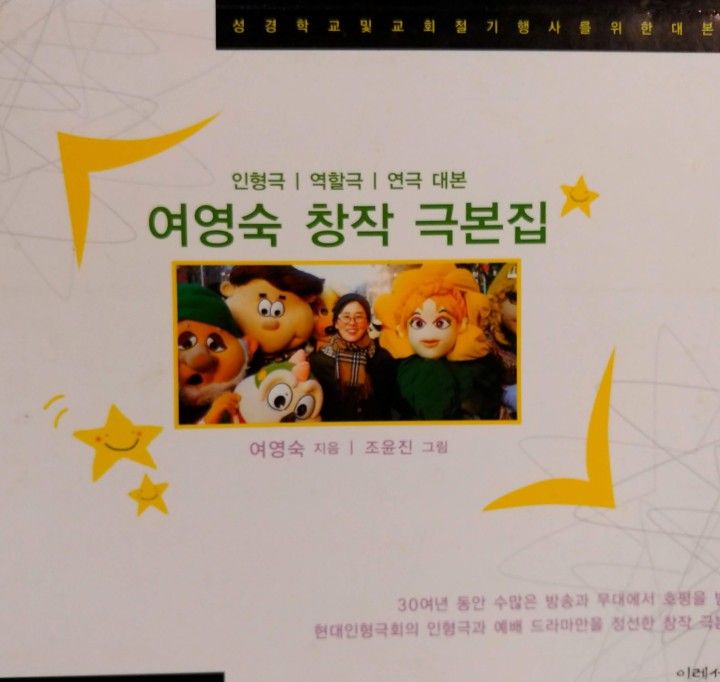 성경학교및교회절기행사를위한대본
인형극 | 역할극 | 연극 대본
여영숙 창작 극본집
여영숙 지음 | 조윤진 그림
30여년 동안 수많은 방송과 무대에서 호평을
현대인형극회의 인형극과 예배 드라마만을 정선한 창작
이레